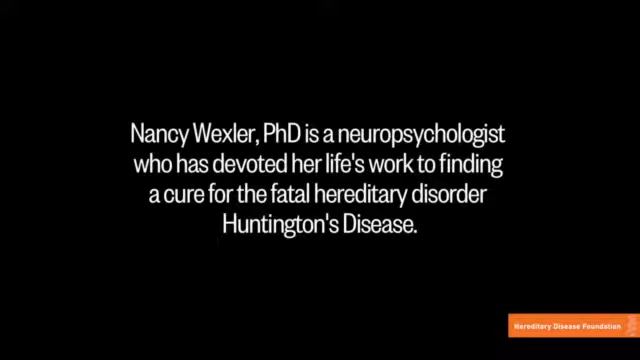 Nancy Wexler, PhD is a neuropsychologist
who has devoted her life's work to finding
a cure for the fatal hereditary disorder
Huntington's Disease.
Hereditary Disease Foundation